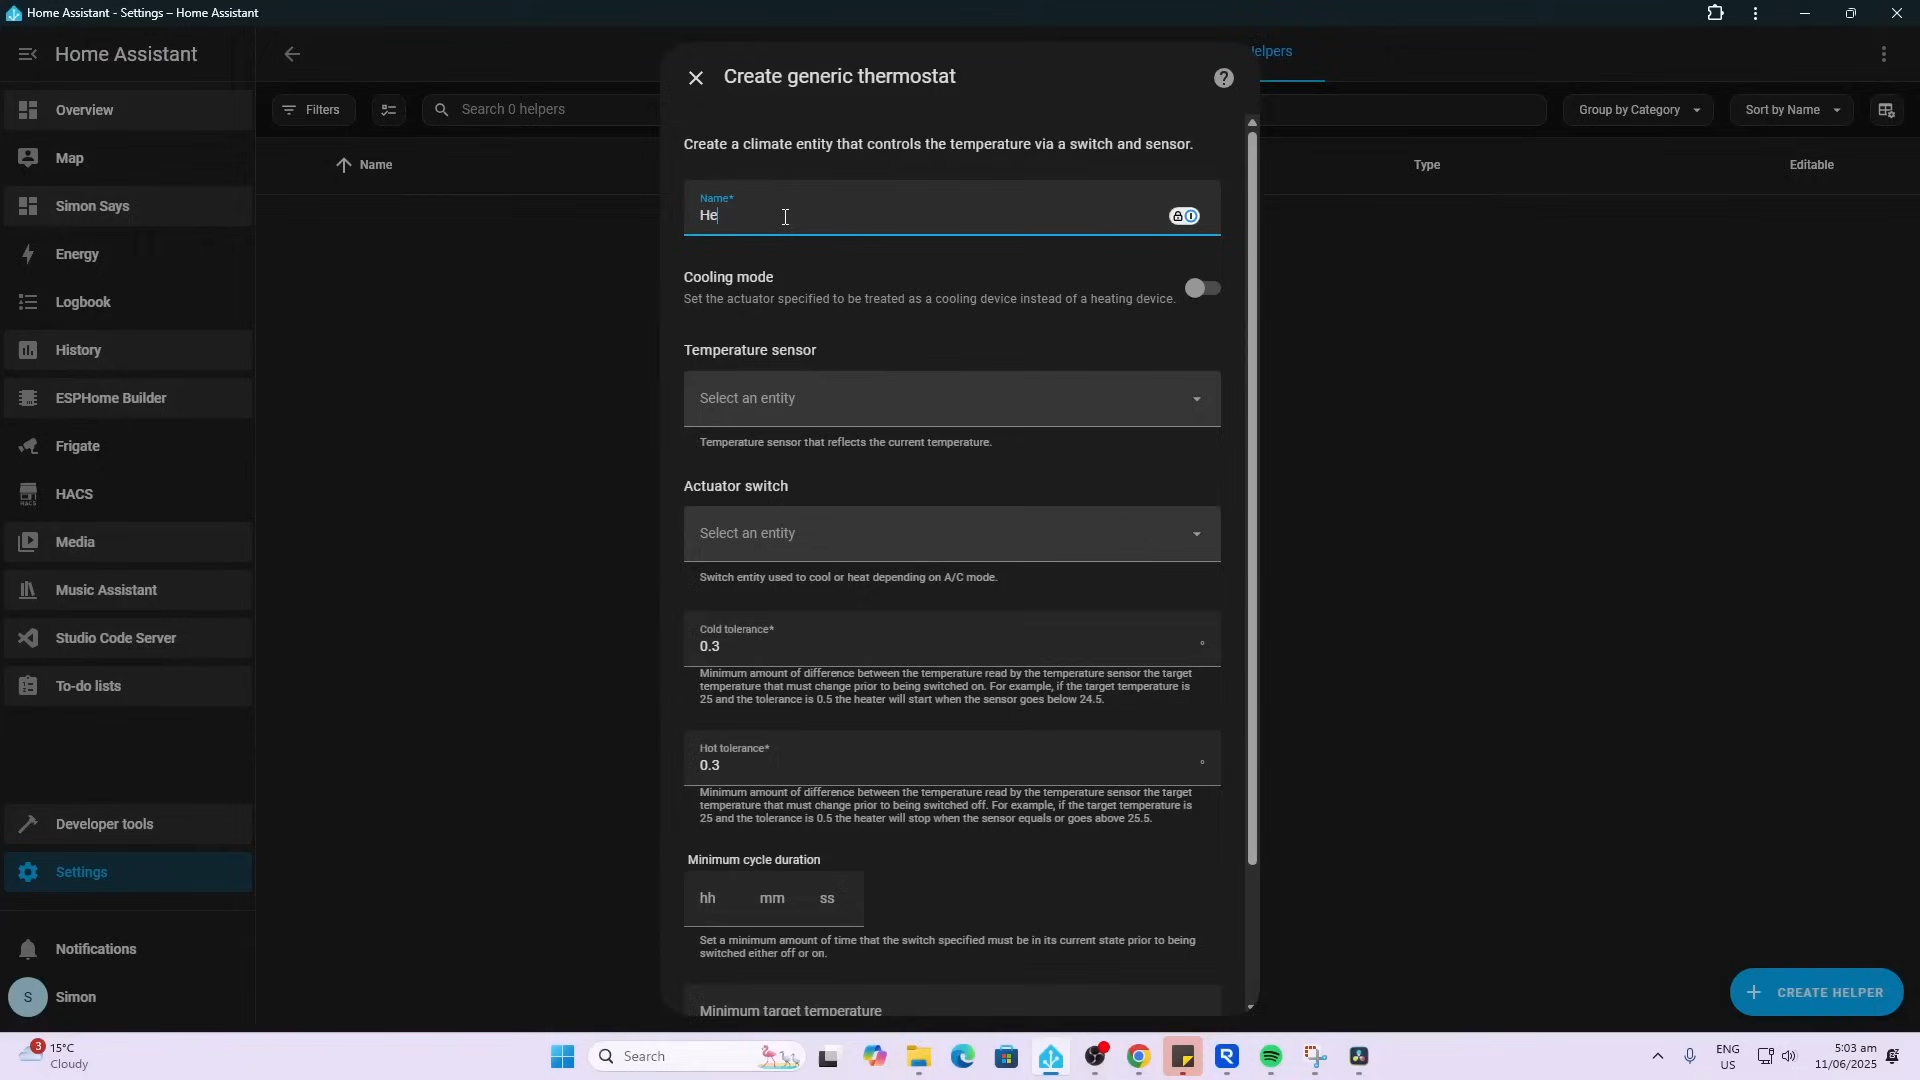 Home Assistant - Settings – Home Assistant
Home Assistant
elpers
Overview
Map
Simon Says
Energy
Logbook
History
ESPHome Builder
Frigate
HACS
Media
Music Assistant
Studio Code Server
To-do lists
Developer tools
Settings
Notifications
S
Simon
Filters
Search 0 helpers
Group by Category
Sort by Name
Name
Type
Editable
Create generic thermostat
Create a climate entity that controls the temperature via a switch and sensor.
Name*
He
Cooling mode
Set the actuator specified to be treated as a cooling device instead of a heating device.
Temperature sensor
Select an entity
Temperature sensor that reflects the current temperature.
Actuator switch
Select an entity
Switch entity used to cool or heat depending on A/C mode.
Cold tolerance*
0.3 °
Minimum amount of difference between the temperature read by the temperature sensor the target
temperature that must change prior to being switched on. For example, if the target temperature is
25 and the tolerance is 0.5 the heater will start when the sensor goes below 24.5.
Hot tolerance*
0.3 °
Minimum amount of difference between the temperature read by the temperature sensor the target
temperature that must change prior to being switched off. For example, if the target temperature is
25 and the tolerance is 0.5 the heater will stop when the sensor equals or goes above 25.5.
Minimum cycle duration
hh mm ss
Set a minimum amount of time that the switch specified must be in its current state prior to being
switched either off or on.
Minimum target temperature
CREATE HELPER
3
15°C
Cloudy
Search
ENG
US
5:03 am
11/06/2025